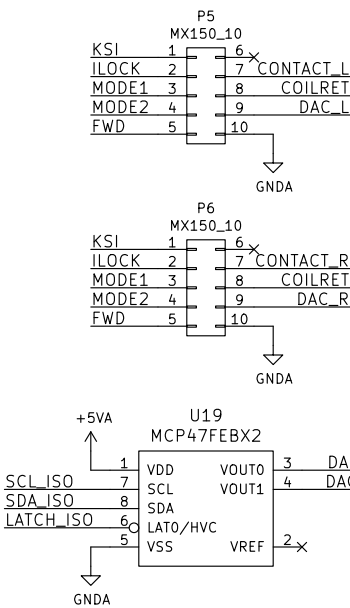 P5
MX150_10
KSI 1 6
ILOCK 2 7 CONTACT_L
MODE1 3 8 COILRET
MODE2 4 9 DAC_L
FWD 5 10
GNDA
P6
MX150_10
KSI 1 6
ILOCK 2 7 CONTACT_R
MODE1 3 8 COILRET
MODE2 4 9 DAC_R
FWD 5 10
GNDA
+5VA U19
MCP47FEBX2
1 VDD VOUT0 3
SCL_ISO 7 SCL VOUT1 4
SDA_ISO 8 SDA
LATCH_ISO 6 LAT0/HVC
5 VSS VREF 2
GNDA